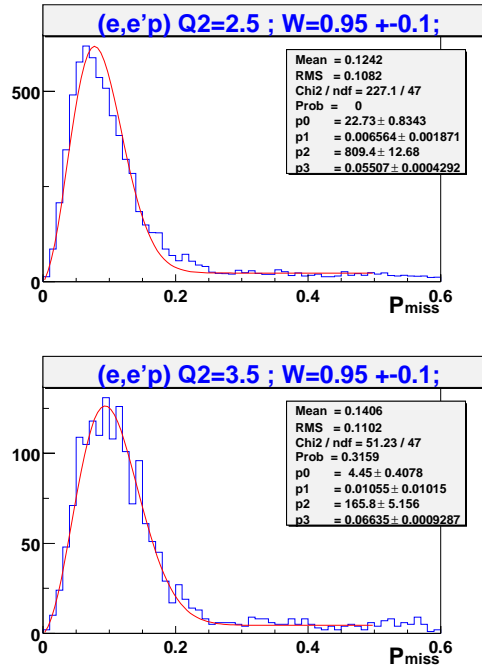 (e,e'p) Q2=2.5 ; W=0.95 +-0.1;
Mean = 0.1242
RMS = 0.1082
Chi2 / ndf = 227.1 / 47
Prob = 0
p0 = 22.73 ± 0.8343
p1 = 0.006564 ± 0.001871
p2 = 809.4 ± 12.68
p3 = 0.05507 ± 0.0004292
500
0
0 0.2 0.4 0.6
Pmiss
(e,e'p) Q2=3.5 ; W=0.95 +-0.1;
Mean = 0.1406
RMS = 0.1102
Chi2 / ndf = 51.23 / 47
Prob = 0.3159
p0 = 4.45 ± 0.4078
p1 = 0.01055 ± 0.01015
p2 = 165.8 ± 5.156
p3 = 0.06635 ± 0.0009287
100
50
0
0 0.2 0.4 0.6
Pmiss